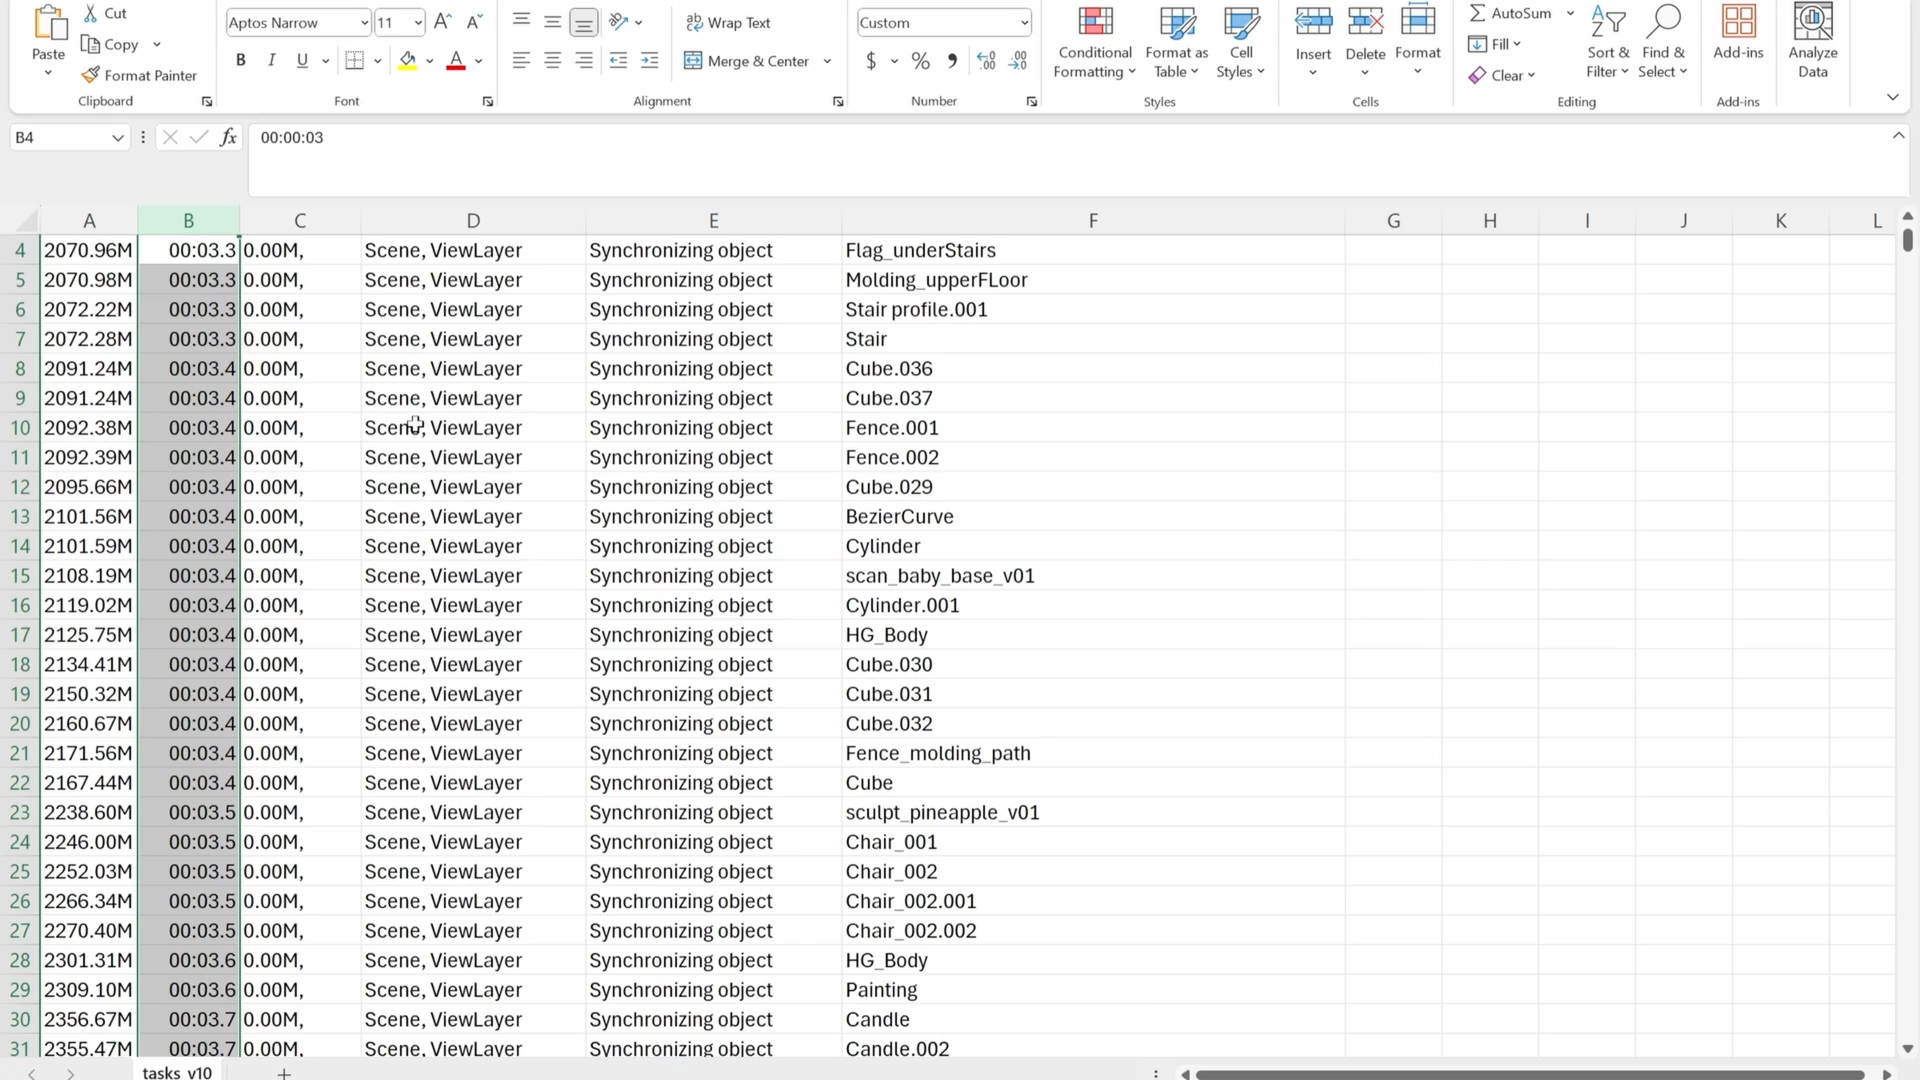 Cut
Copy
Format Painter
Paste
Clipboard
Aptos Narrow 11 A A
B I U A
Font
Wrap Text
Merge & Center
Alignment
Custom
$ % 9
Number
Conditional Formatting
Format as Table
Cell Styles
Styles
Insert
Delete
Format
Cells
AutoSum
Fill
Clear
Sort & Filter
Find & Select
Editing
Add-ins
Add-ins
Analyze Data
B4 fx 00:00:03
A B C D E F G H I J K L
4 2070.96M 00:03.3 0.00M, Scene, ViewLayer Synchronizing object Flag_underStairs
5 2070.98M 00:03.3 0.00M, Scene, ViewLayer Synchronizing object Molding_upperFLoor
6 2072.22M 00:03.3 0.00M, Scene, ViewLayer Synchronizing object Stair profile.001
7 2072.28M 00:03.3 0.00M, Scene, ViewLayer Synchronizing object Stair
8 2091.24M 00:03.4 0.00M, Scene, ViewLayer Synchronizing object Cube.036
9 2091.24M 00:03.4 0.00M, Scene, ViewLayer Synchronizing object Cube.037
10 2092.38M 00:03.4 0.00M, Scene, ViewLayer Synchronizing object Fence.001
11 2092.39M 00:03.4 0.00M, Scene, ViewLayer Synchronizing object Fence.002
12 2095.66M 00:03.4 0.00M, Scene, ViewLayer Synchronizing object Cube.029
13 2101.56M 00:03.4 0.00M, Scene, ViewLayer Synchronizing object BezierCurve
14 2101.59M 00:03.4 0.00M, Scene, ViewLayer Synchronizing object Cylinder
15 2108.19M 00:03.4 0.00M, Scene, ViewLayer Synchronizing object scan_baby_base_v01
16 2119.02M 00:03.4 0.00M, Scene, ViewLayer Synchronizing object Cylinder.001
17 2125.75M 00:03.4 0.00M, Scene, ViewLayer Synchronizing object HG_Body
18 2134.41M 00:03.4 0.00M, Scene, ViewLayer Synchronizing object Cube.030
19 2150.32M 00:03.4 0.00M, Scene, ViewLayer Synchronizing object Cube.031
20 2160.67M 00:03.4 0.00M, Scene, ViewLayer Synchronizing object Cube.032
21 2171.56M 00:03.4 0.00M, Scene, ViewLayer Synchronizing object Fence_molding_path
22 2167.44M 00:03.4 0.00M, Scene, ViewLayer Synchronizing object Cube
23 2238.60M 00:03.5 0.00M, Scene, ViewLayer Synchronizing object sculpt_pineapple_v01
24 2246.00M 00:03.5 0.00M, Scene, ViewLayer Synchronizing object Chair_001
25 2252.03M 00:03.5 0.00M, Scene, ViewLayer Synchronizing object Chair_002
26 2266.34M 00:03.5 0.00M, Scene, ViewLayer Synchronizing object Chair_002.001
27 2270.40M 00:03.5 0.00M, Scene, ViewLayer Synchronizing object Chair_002.002
28 2301.31M 00:03.6 0.00M, Scene, ViewLayer Synchronizing object HG_Body
29 2309.10M 00:03.6 0.00M, Scene, ViewLayer Synchronizing object Painting
30 2356.67M 00:03.7 0.00M, Scene, ViewLayer Synchronizing object Candle
31 2355.47M 00:03.7 0.00M, Scene, ViewLayer Synchronizing object Candle.002
tasks_v10